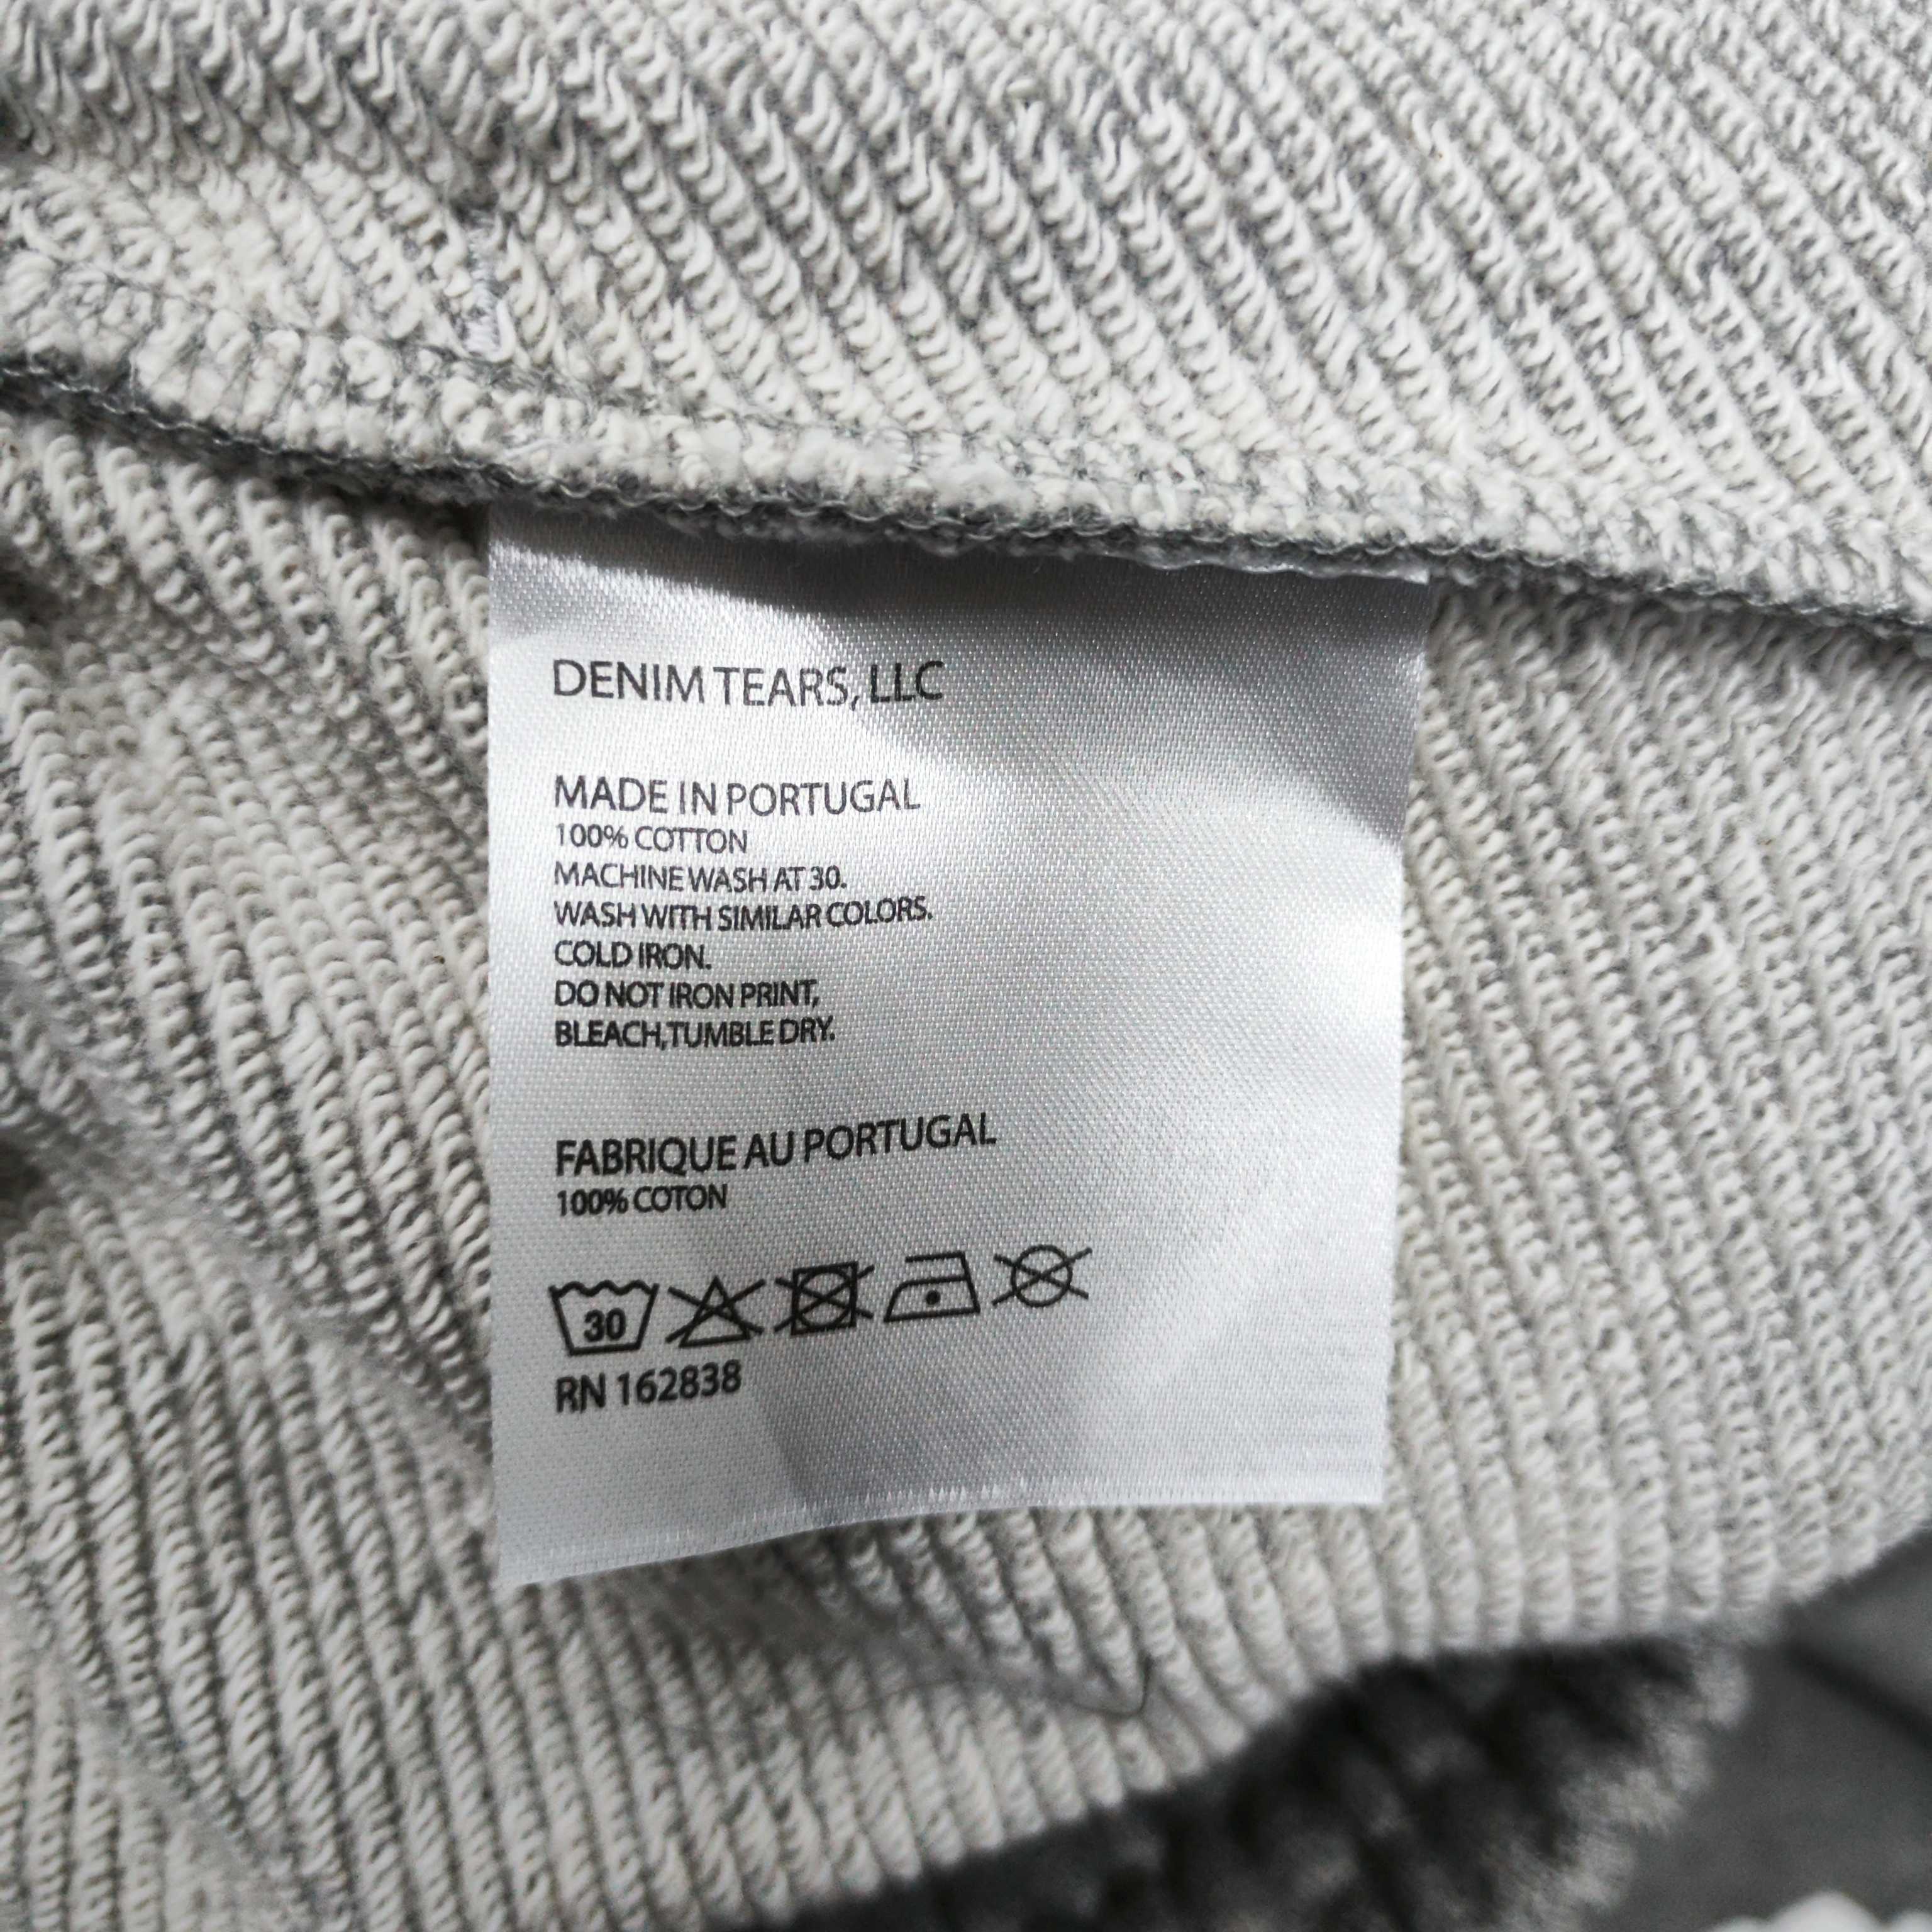 DENIM TEARS, LLC
MADE IN PORTUGAL
100% COTTON
MACHINE WASH AT 30.
WASH WITH SIMILAR COLORS.
COLD IRON.
DO NOT IRON PRINT,
BLEACH,TUMBLE DRY.
FABRIQUE AU PORTUGAL
100% COTON
30
RN 162838